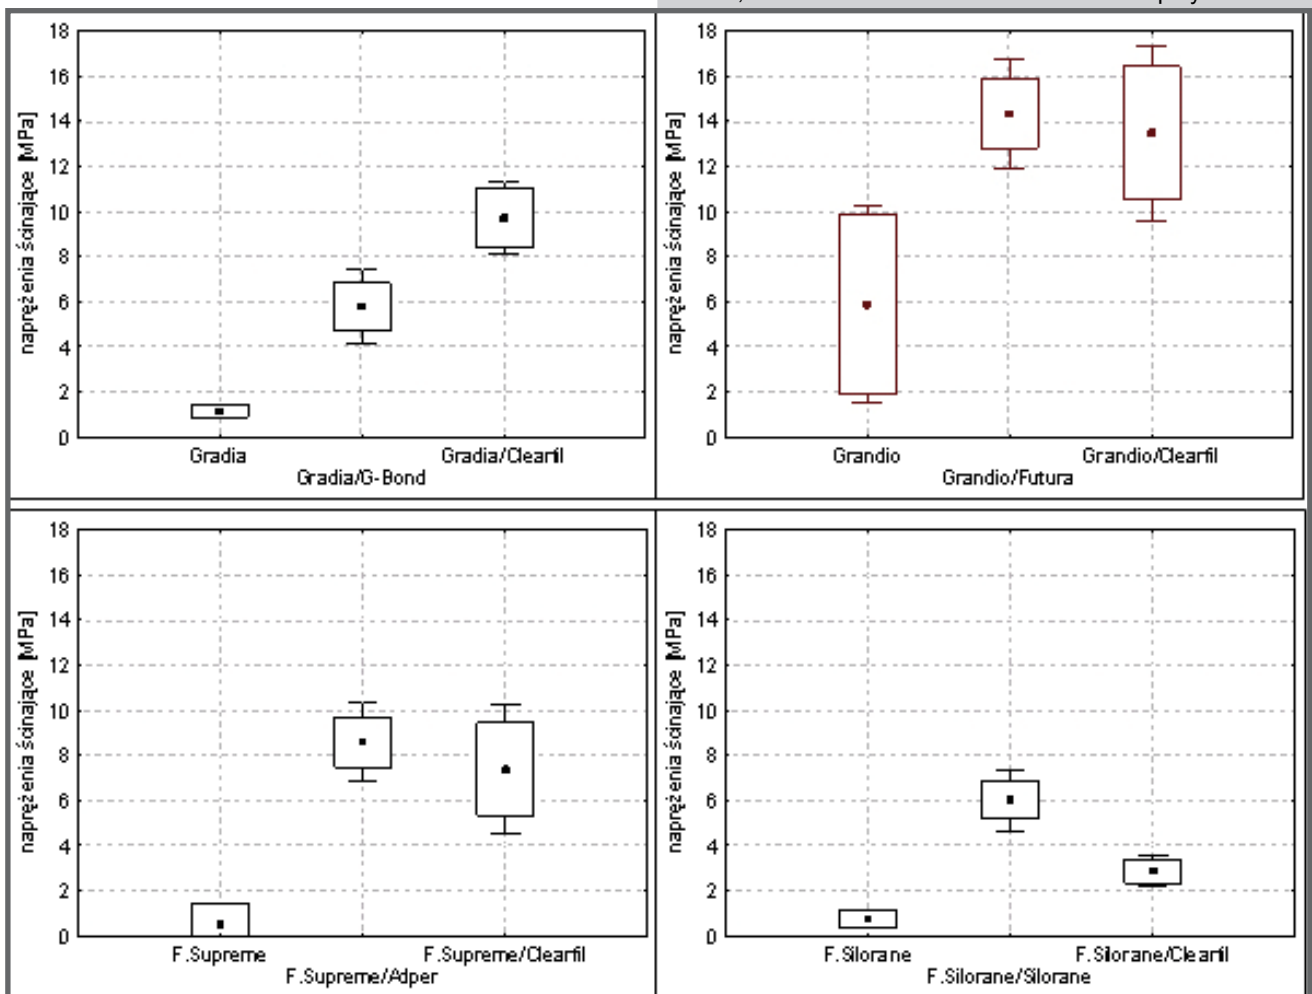 18
16
14
12
10
8
6
4
2
0
naprężenia ścinające [MPa]
Gradia
Gradia/Clearfil
Gradia/G-Bond
18
16
14
12
10
8
6
4
2
0
naprężenia ścinające [MPa]
Grandio
Grandio/Clearfil
Grandio/Futura
18
16
14
12
10
8
6
4
2
0
naprężenia ścinające [MPa]
F.Supreme
F.Supreme/Clearfil
F.Supreme/Adper
18
16
14
12
10
8
6
4
2
0
naprężenia ścinające [MPa]
F.Silorane
F.Silorane/Clearfil
F.Silorane/Silorane